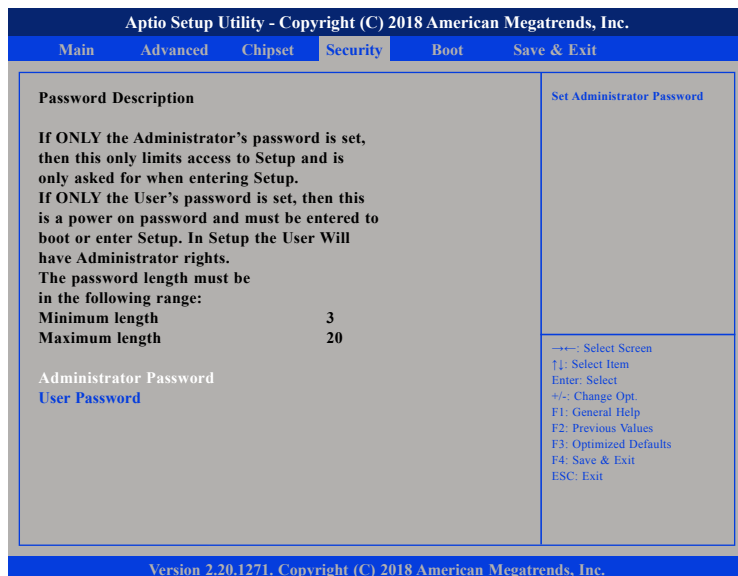 Aptio Setup Utility - Copyright (C) 2018 American Megatrends, Inc.
Main Advanced Chipset Security Boot Save & Exit
Password Description
If ONLY the Administrator's password is set,
then this only limits access to Setup and is
only asked for when entering Setup.
If ONLY the User's password is set, then this
is a power on password and must be entered to
boot or enter Setup. In Setup the User Will
have Administrator rights.
The password length must be
in the following range:
Minimum length 3
Maximum length 20
Administrator Password
User Password
Set Administrator Password
→←: Select Screen
↑↓: Select Item
Enter: Select
+/-: Change Opt.
F1: General Help
F2: Previous Values
F3: Optimized Defaults
F4: Save & Exit
ESC: Exit
Version 2.20.1271. Copyright (C) 2018 American Megatrends, Inc.